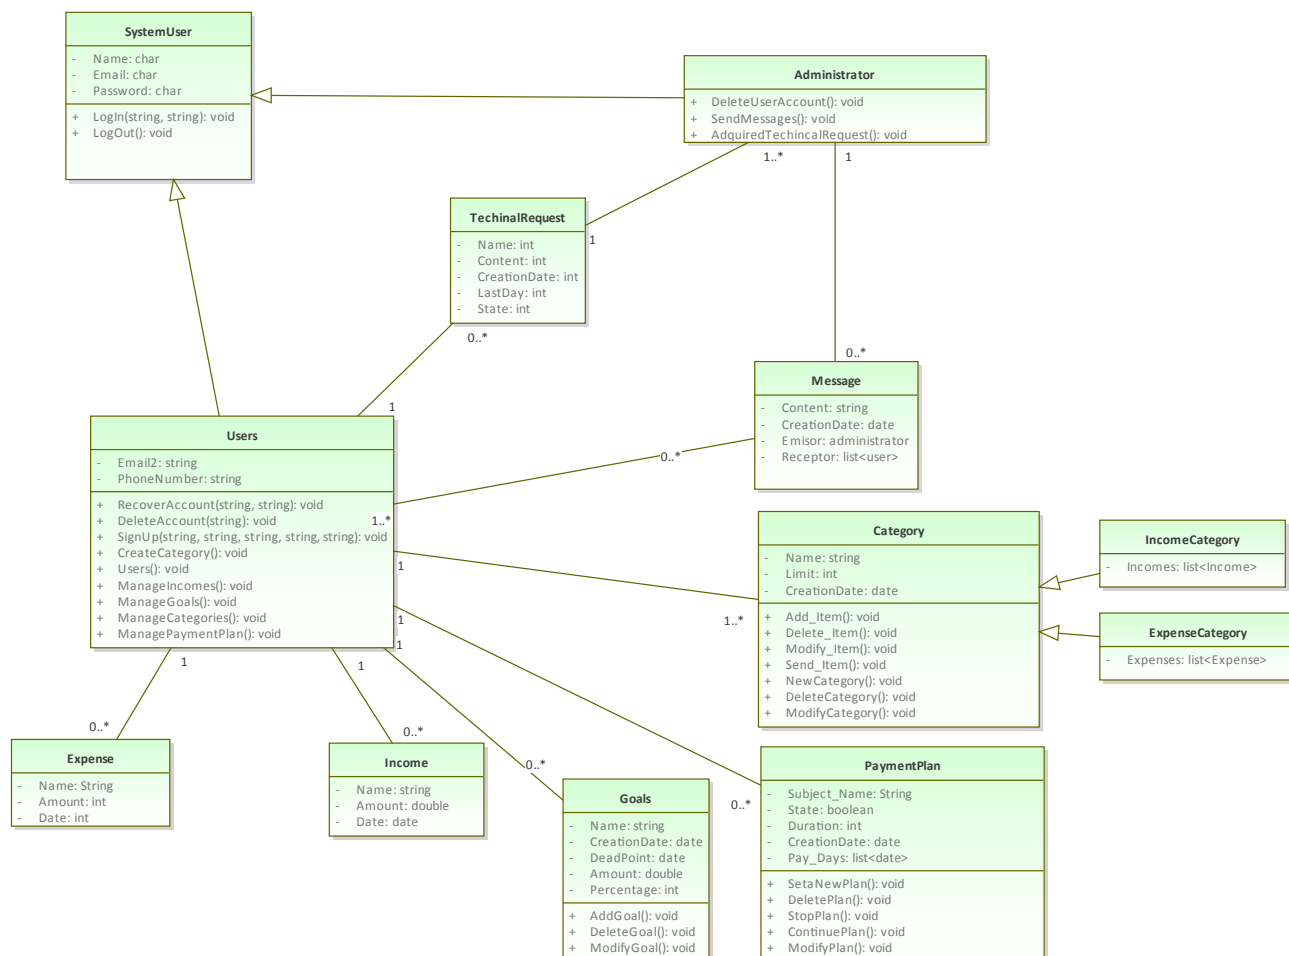 SystemUser
- Name: char
- Email: char
- Password: char
+ LogIn(string, string): void
+ LogOut(): void
Administrator
+ DeleteUserAccount(): void
+ SendMessages(): void
+ AdquiredTechincalRequest(): void
1..*
1
TechinalRequest
- Name: int
- Content: int
- CreationDate: int
- LastDay: int
- State: int
1
0..*
1
0..*
Message
- Content: string
- CreationDate: date
- Emisor: administrator
- Receptor: list<user>
0..*
Users
- Email2: string
- PhoneNumber: string
+ RecoverAccount(string, string): void
+ DeleteAccount(string): void
+ SignUp(string, string, string, string, string): void
+ CreateCategory(): void
+ Users(): void
+ ManageIncomes(): void
+ ManageGoals(): void
+ ManageCategories(): void
+ ManagePaymentPlan(): void
1..*
1
1
1
1
1
Category
- Name: string
- Limit: int
- CreationDate: date
+ Add_Item(): void
+ Delete_Item(): void
+ Modify_Item(): void
+ Send_Item(): void
+ NewCategory(): void
+ DeleteCategory(): void
+ ModifyCategory(): void
1..*
IncomeCategory
- Incomes: list<Income>
ExpenseCategory
- Expenses: list<Expense>
0..*
Expense
- Name: String
- Amount: int
- Date: int
0..*
Income
- Name: string
- Amount: double
- Date: date
0..*
Goals
- Name: string
- CreationDate: date
- DeadPoint: date
- Amount: double
- Percentage: int
+ AddGoal(): void
+ DeleteGoal(): void
+ ModifyGoal(): void
0..*
PaymentPlan
- Subject_Name: String
- State: boolean
- Duration: int
- CreationDate: date
- Pay_Days: list<date>
+ SetaNewPlan(): void
+ DeletePlan(): void
+ StopPlan(): void
+ ContinuePlan(): void
+ ModifyPlan(): void